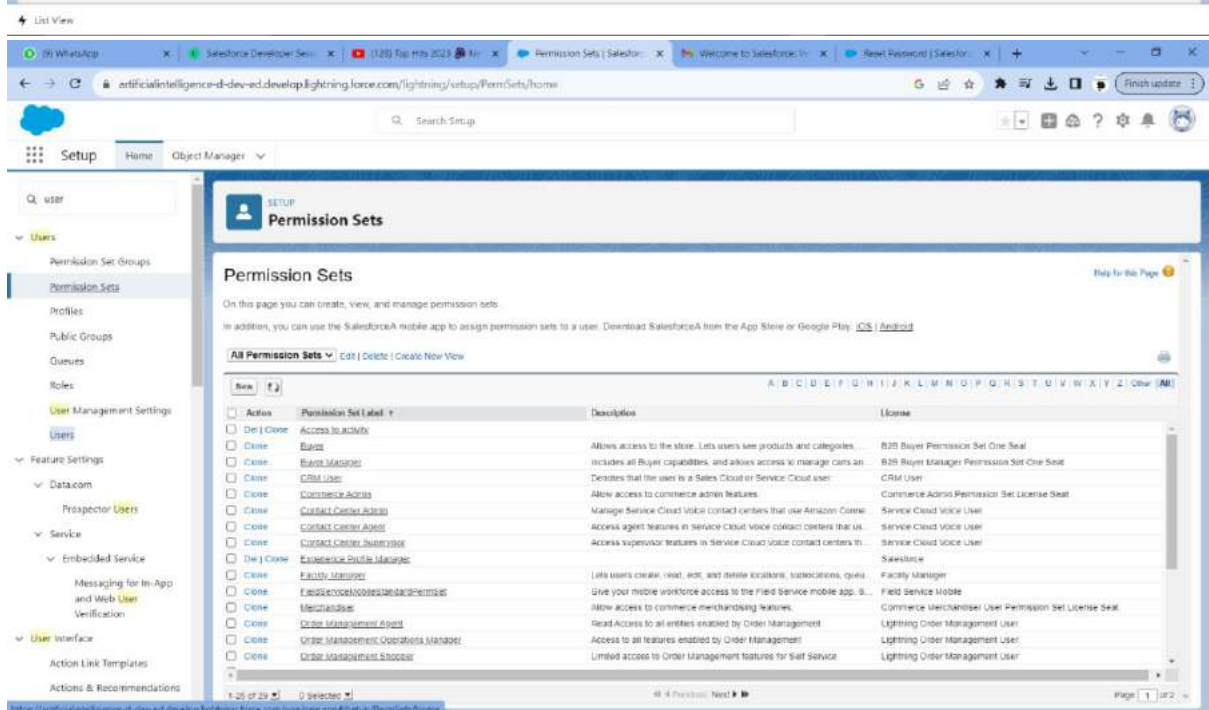 List View
(9) WhatsApp
Salesforce Developer Sess
(128) Top Hits 2023
Permission Sets | Salesforce
Welcome to Salesforce: Ve
Reset Password | Salesforce
artificialintelligence-d-dev-ed.develop.lightning.force.com/lightning/setup/PermSets/home
Finish update
Search Setup
Setup
Home
Object Manager
user
Users
Permission Set Groups
Permission Sets
Profiles
Public Groups
Queues
Roles
User Management Settings
Users
Feature Settings
Data.com
Prospector Users
Service
Embedded Service
Messaging for In-App
and Web User
Verification
User Interface
Action Link Templates
Actions & Recommendations
SETUP
Permission Sets
Permission Sets
Help for this Page
On this page you can create, view, and manage permission sets.
In addition, you can use the SalesforceA mobile app to assign permission sets to a user. Download SalesforceA from the App Store or Google Play: iOS | Android
All Permission Sets Edit | Delete | Create New View
New
A | B | C | D | E | F | G | H | I | J | K | L | M | N | O | P | Q | R | S | T | U | V | W | X | Y | Z | Other | All
Action Permission Set Label Description License
Del | Clone Access to activity
Clone Buyer Allows access to the store. Lets users see products and categories, ... B2B Buyer Permission Set One Seat
Clone Buyer Manager Includes all Buyer capabilities, and allows access to manage carts an... B2B Buyer Manager Permission Set One Seat
Clone CRM User Denotes that the user is a Sales Cloud or Service Cloud user. CRM User
Clone Commerce Admin Allow access to commerce admin features. Commerce Admin Permission Set License Seat
Clone Contact Center Admin Manage Service Cloud Voice contact centers that use Amazon Conne... Service Cloud Voice User
Clone Contact Center Agent Access agent features in Service Cloud Voice contact centers that us... Service Cloud Voice User
Clone Contact Center Supervisor Access supervisor features in Service Cloud Voice contact centers th... Service Cloud Voice User
Del | Clone Experience Profile Manager Salesforce
Clone Facility Manager Lets users create, read, edit, and delete locations, sublocations, queu... Facility Manager
Clone FieldServiceMobileStandardPermSet Give your mobile workforce access to the Field Service mobile app. B... Field Service Mobile
Clone Merchandiser Allow access to commerce merchandising features. Commerce Merchandiser User Permission Set License Seat
Clone Order Management Agent Read Access to all entities enabled by Order Management Lightning Order Management User
Clone Order Management Operations Manager Access to all features enabled by Order Management Lightning Order Management User
Clone Order Management Shopper Limited access to Order Management features for Self Service Lightning Order Management User
0 Selected
Previous Next
Page 1 of 2